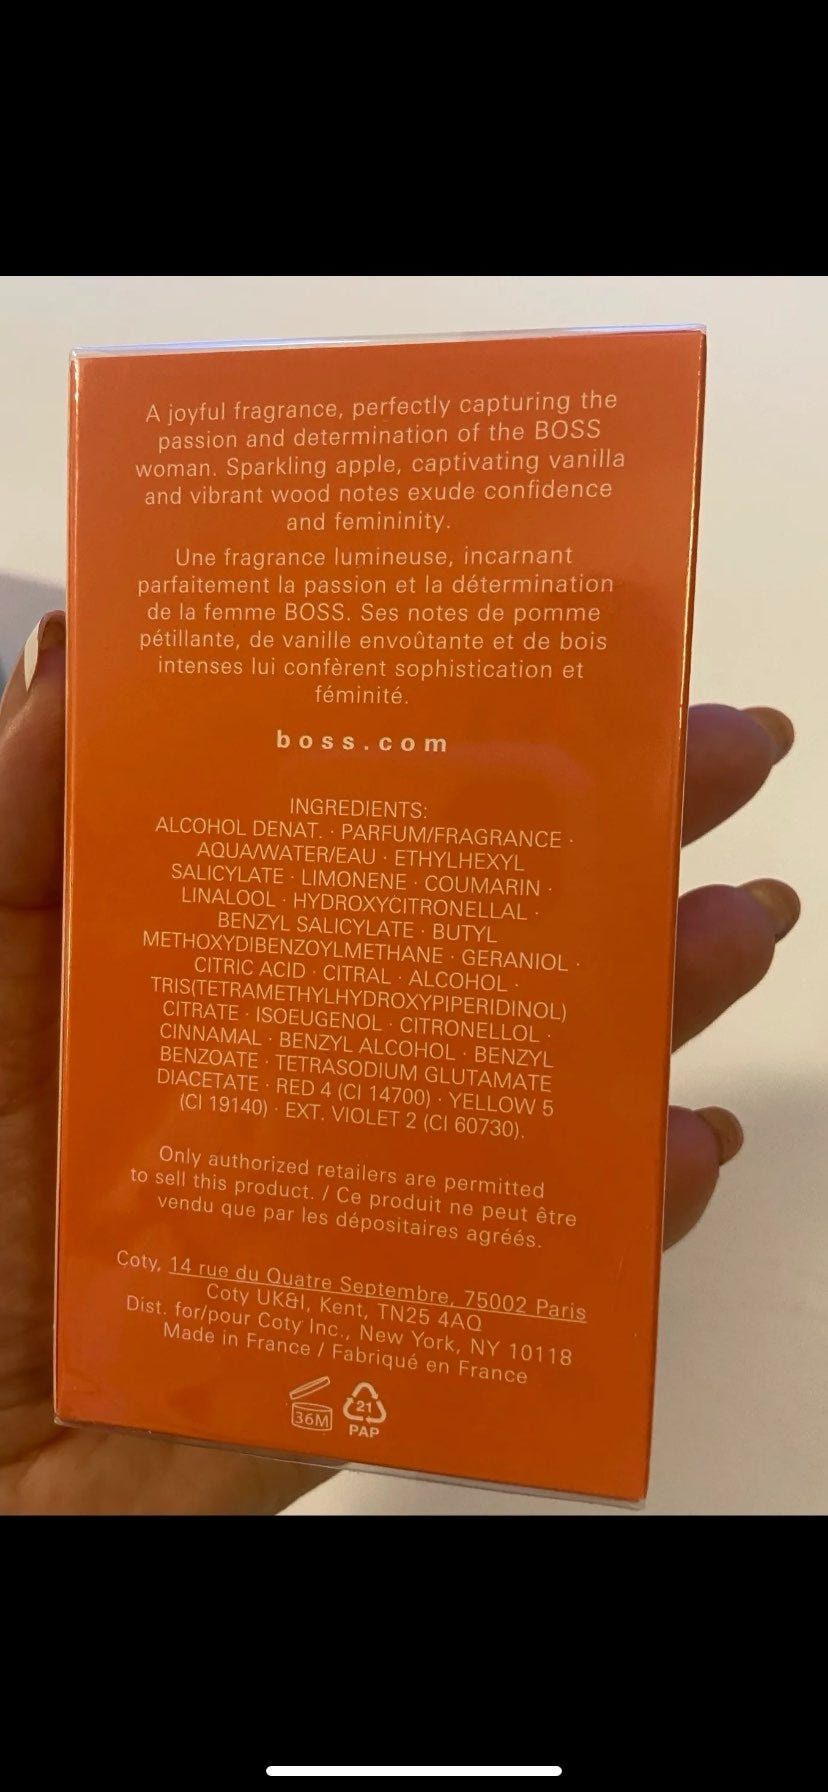 A joyful fragrance, perfectly capturing the
passion and determination of the BOSS
woman. Sparkling apple, captivating vanilla
and vibrant wood notes exude confidence
and femininity.
Une fragrance lumineuse, incarnant
parfaitement la passion et la détermination
de la femme BOSS. Ses notes de pomme
pétillante, de vanille envoûtante et de bois
intenses lui confèrent sophistication et
féminité.
boss.com
INGREDIENTS:
ALCOHOL DENAT. · PARFUM/FRAGRANCE ·
AQUA/WATER/EAU · ETHYLHEXYL
SALICYLATE · LIMONENE · COUMARIN ·
LINALOOL · HYDROXYCITRONELLAL ·
BENZYL SALICYLATE · BUTYL
METHOXYDIBENZOYLMETHANE · GERANIOL ·
CITRIC ACID · CITRAL · ALCOHOL ·
TRIS(TETRAMETHYLHYDROXYPIPERIDINOL)
CITRATE · ISOEUGENOL · CITRONELLOL ·
CINNAMAL · BENZYL ALCOHOL · BENZYL
BENZOATE · TETRASODIUM GLUTAMATE
DIACETATE · RED 4 (CI 14700) · YELLOW 5
(CI 19140) · EXT. VIOLET 2 (CI 60730).
Only authorized retailers are permitted
to sell this product. / Ce produit ne peut être
vendu que par les dépositaires agréés.
Coty, 14 rue du Quatre Septembre, 75002 Paris
Coty UK&I, Kent, TN25 4AQ
Dist. for/pour Coty Inc., New York, NY 10118
Made in France / Fabriqué en France
36M
21
PAP